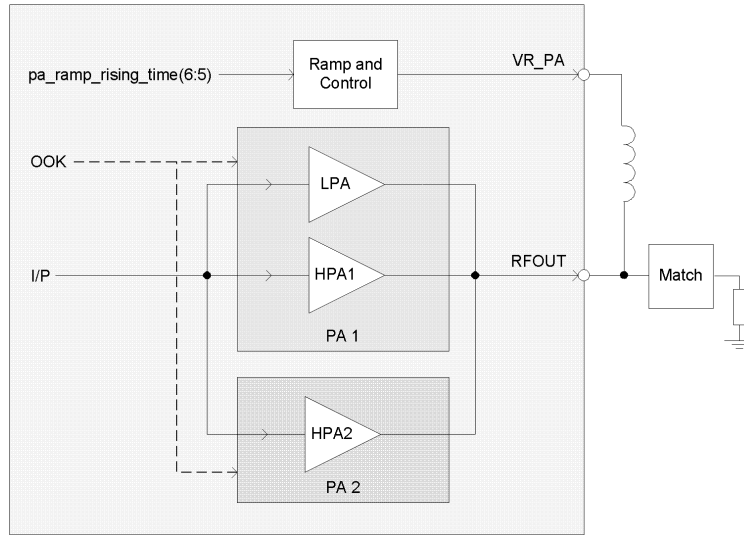 pa_ramp_rising_time(6:5)
Ramp and
Control
VR_PA
OOK
LPA
I/P
HPA1
RFOUT
Match
PA 1
HPA2
PA 2